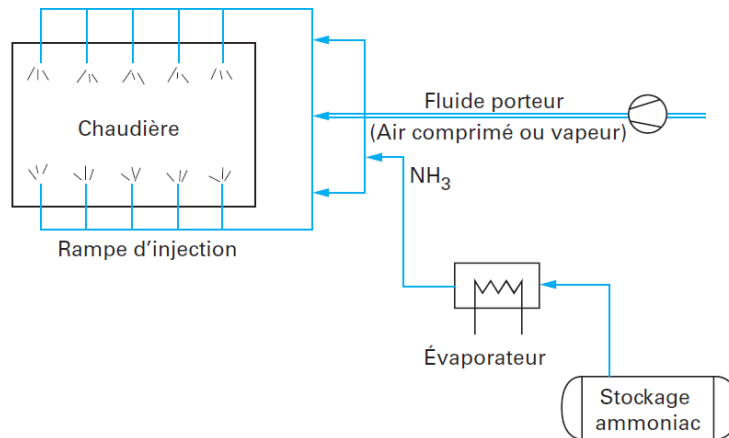 Chaudière
Fluide porteur
(Air comprimé ou vapeur)
NH₃
Rampe d'injection
Évaporateur
Stockage
ammoniac